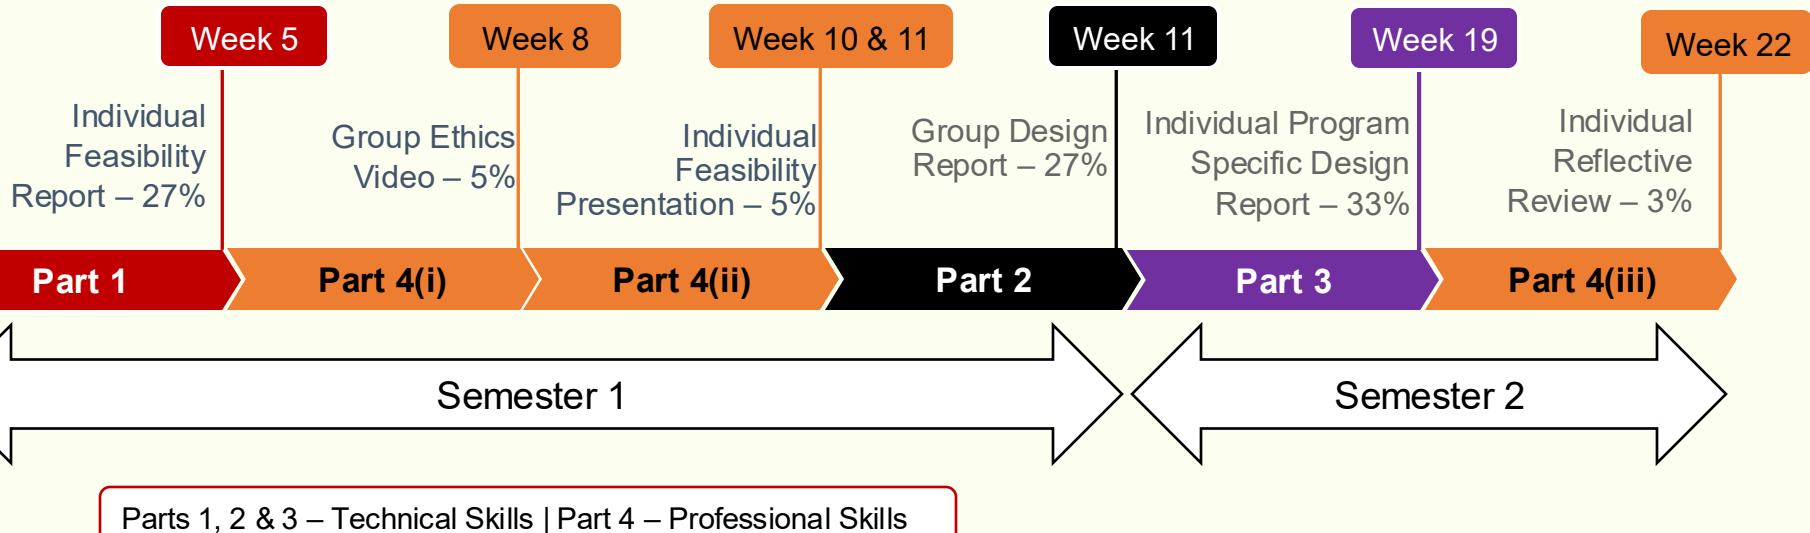 Week 5
Week 8
Week 10 & 11
Week 11
Week 19
Week 22
Individual
Feasibility
Report – 27%
Group Ethics
Video – 5%
Individual
Feasibility
Presentation – 5%
Group Design
Report – 27%
Individual Program
Specific Design
Report – 33%
Individual
Reflective
Review – 3%
Part 1
Part 4(i)
Part 4(ii)
Part 2
Part 3
Part 4(iii)
Semester 1
Semester 2
Parts 1, 2 & 3 – Technical Skills | Part 4 – Professional Skills